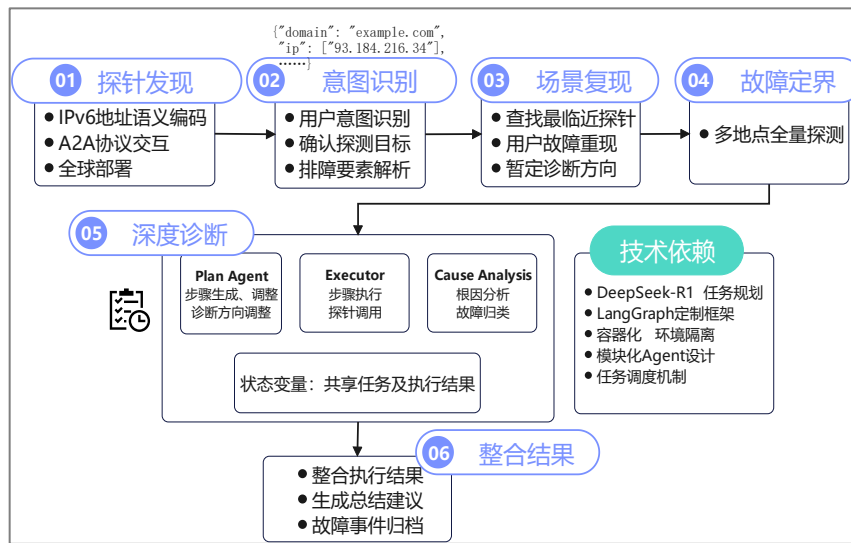 {"domain": "example.com",
"ip": ["93.184.216.34"],
……}
01 探针发现
IPv6地址语义编码
A2A协议交互
全球部署
02 意图识别
用户意图识别
确认探测目标
排障要素解析
03 场景复现
查找最临近探针
用户故障重现
暂定诊断方向
04 故障定界
多地点全量探测
05 深度诊断
Plan Agent
步骤生成、调整
诊断方向调整
Executor
步骤执行
探针调用
Cause Analysis
根因分析
故障归类
状态变量：共享任务及执行结果
技术依赖
DeepSeek-R1 任务规划
LangGraph定制框架
容器化 环境隔离
模块化Agent设计
任务调度机制
06 整合结果
整合执行结果
生成总结建议
故障事件归档